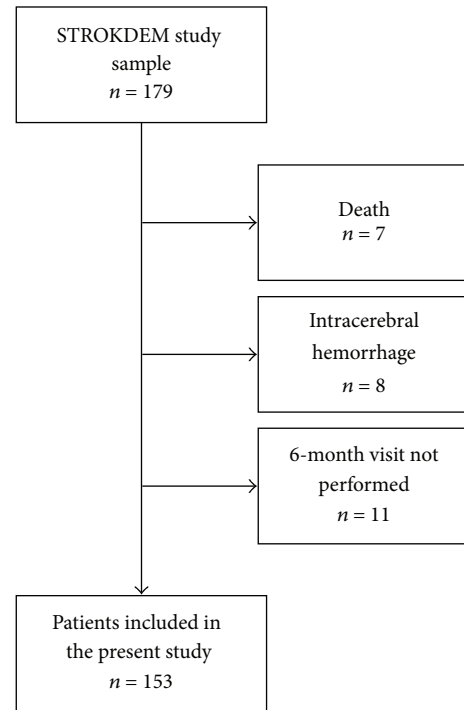 STROKDEM study
sample
n = 179
Death
n = 7
Intracerebral
hemorrhage
n = 8
6-month visit not
performed
n = 11
Patients included in
the present study
n = 153